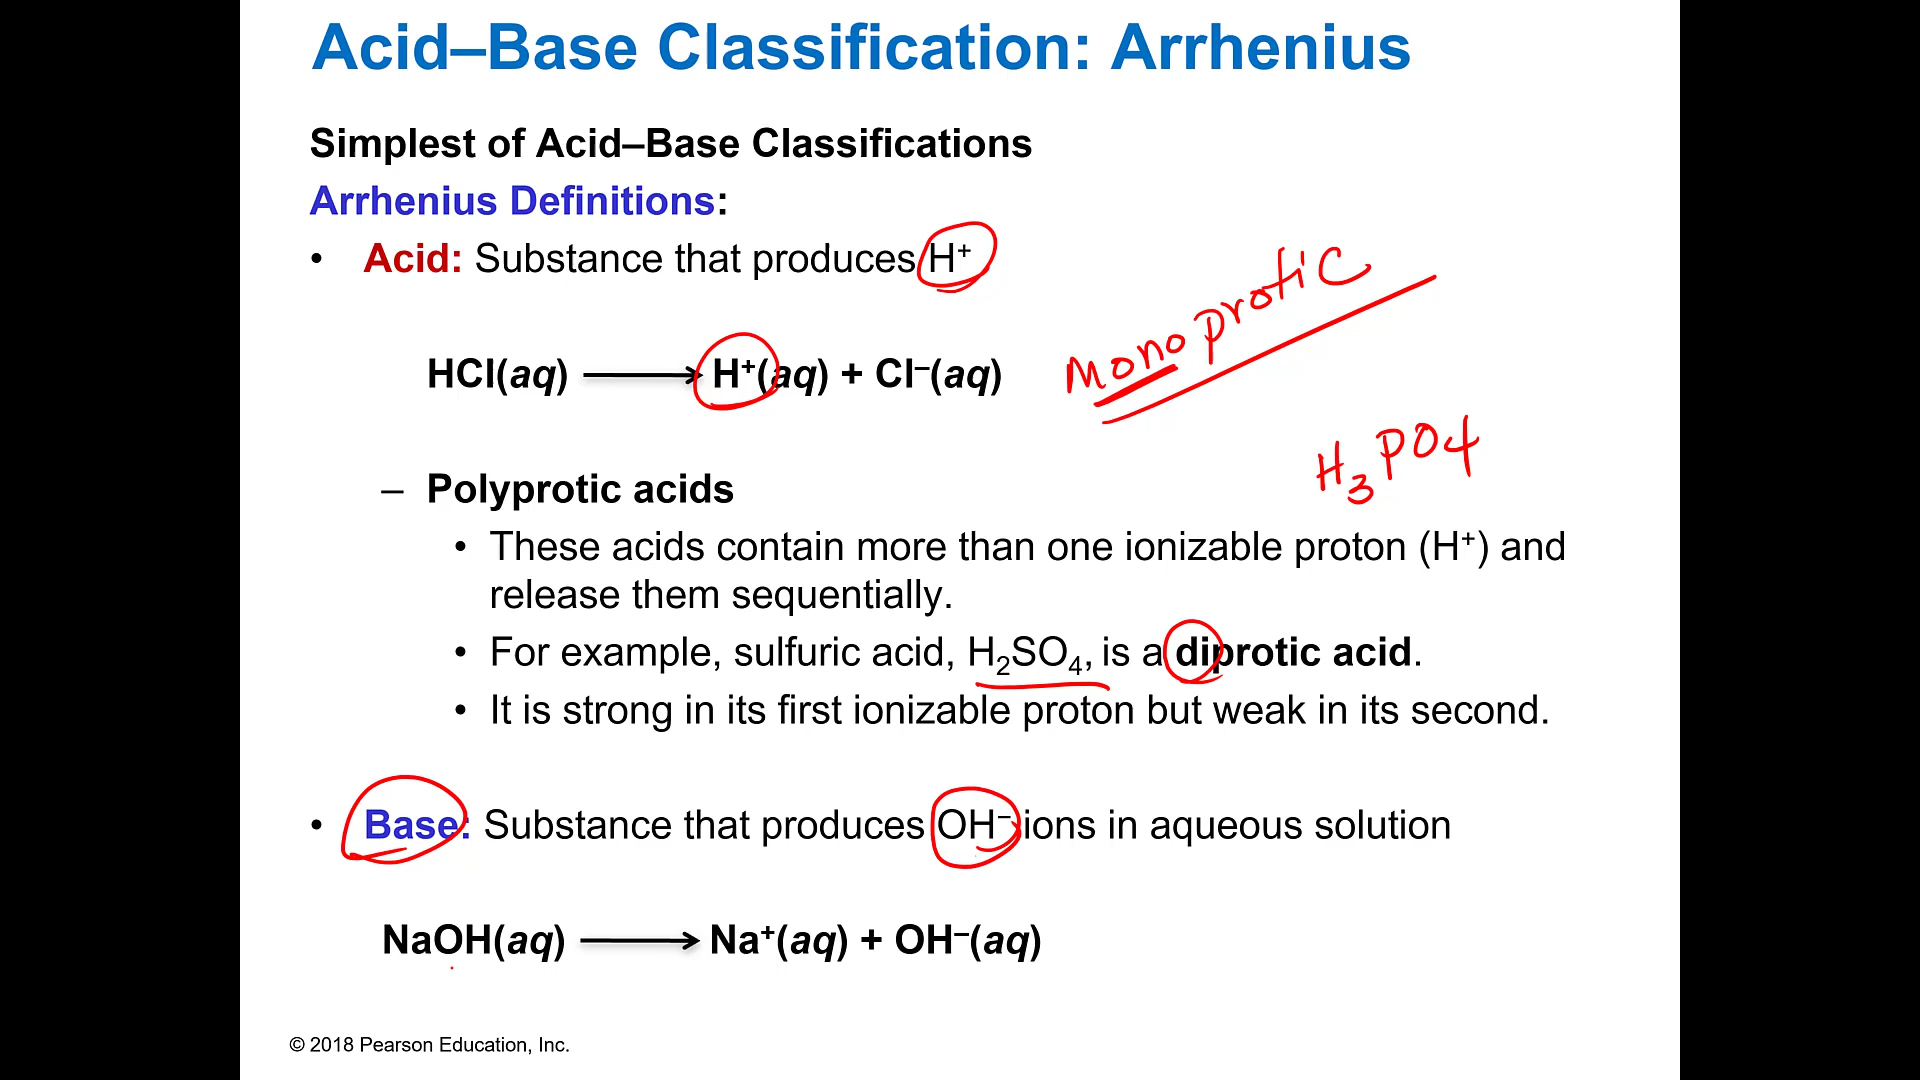 Acid–Base Classification: Arrhenius
Simplest of Acid–Base Classifications
Arrhenius Definitions:
• Acid: Substance that produces H⁺
Monoprotic
HCl(aq) ⟶ H⁺(aq) + Cl⁻(aq)
H₃PO4
– Polyprotic acids
• These acids contain more than one ionizable proton (H⁺) and
release them sequentially.
• For example, sulfuric acid, H₂SO₄, is a diprotic acid.
• It is strong in its first ionizable proton but weak in its second.
• Base: Substance that produces OH⁻ ions in aqueous solution
NaOH(aq) ⟶ Na⁺(aq) + OH⁻(aq)
© 2018 Pearson Education, Inc.